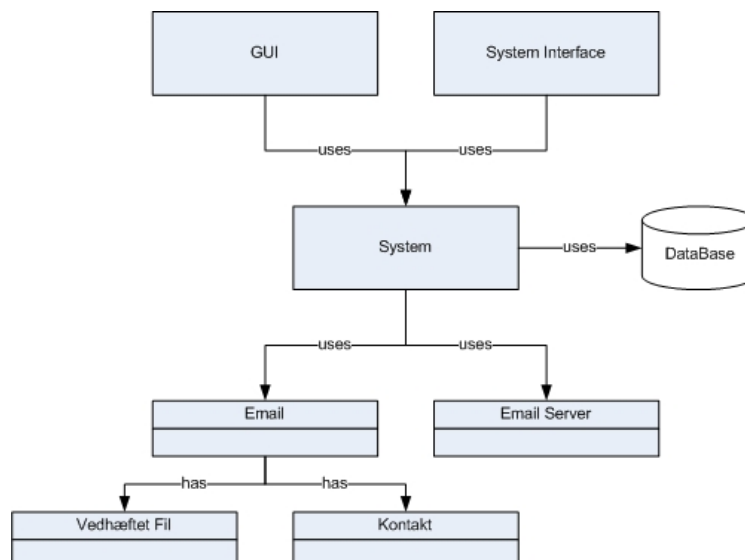 GUI
System Interface
uses
uses
System
uses
DataBase
uses
uses
Email
Email Server
has
has
Vedhæftet Fil
Kontakt